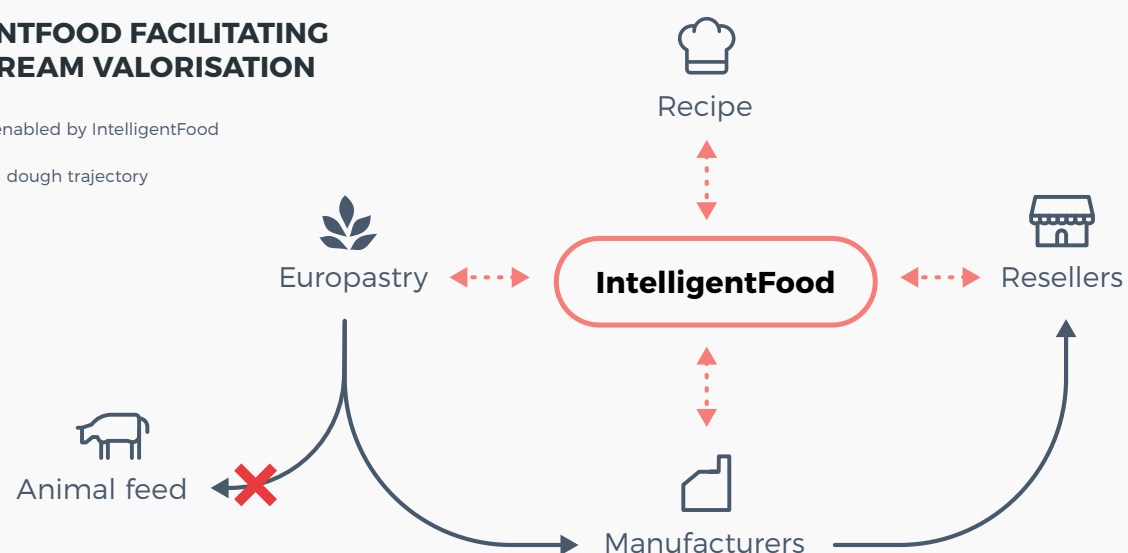 NTFOOD FACILITATING
REAM VALORISATION
enabled by IntelligentFood
dough trajectory
Recipe
Europastry
IntelligentFood
Resellers
Animal feed
Manufacturers